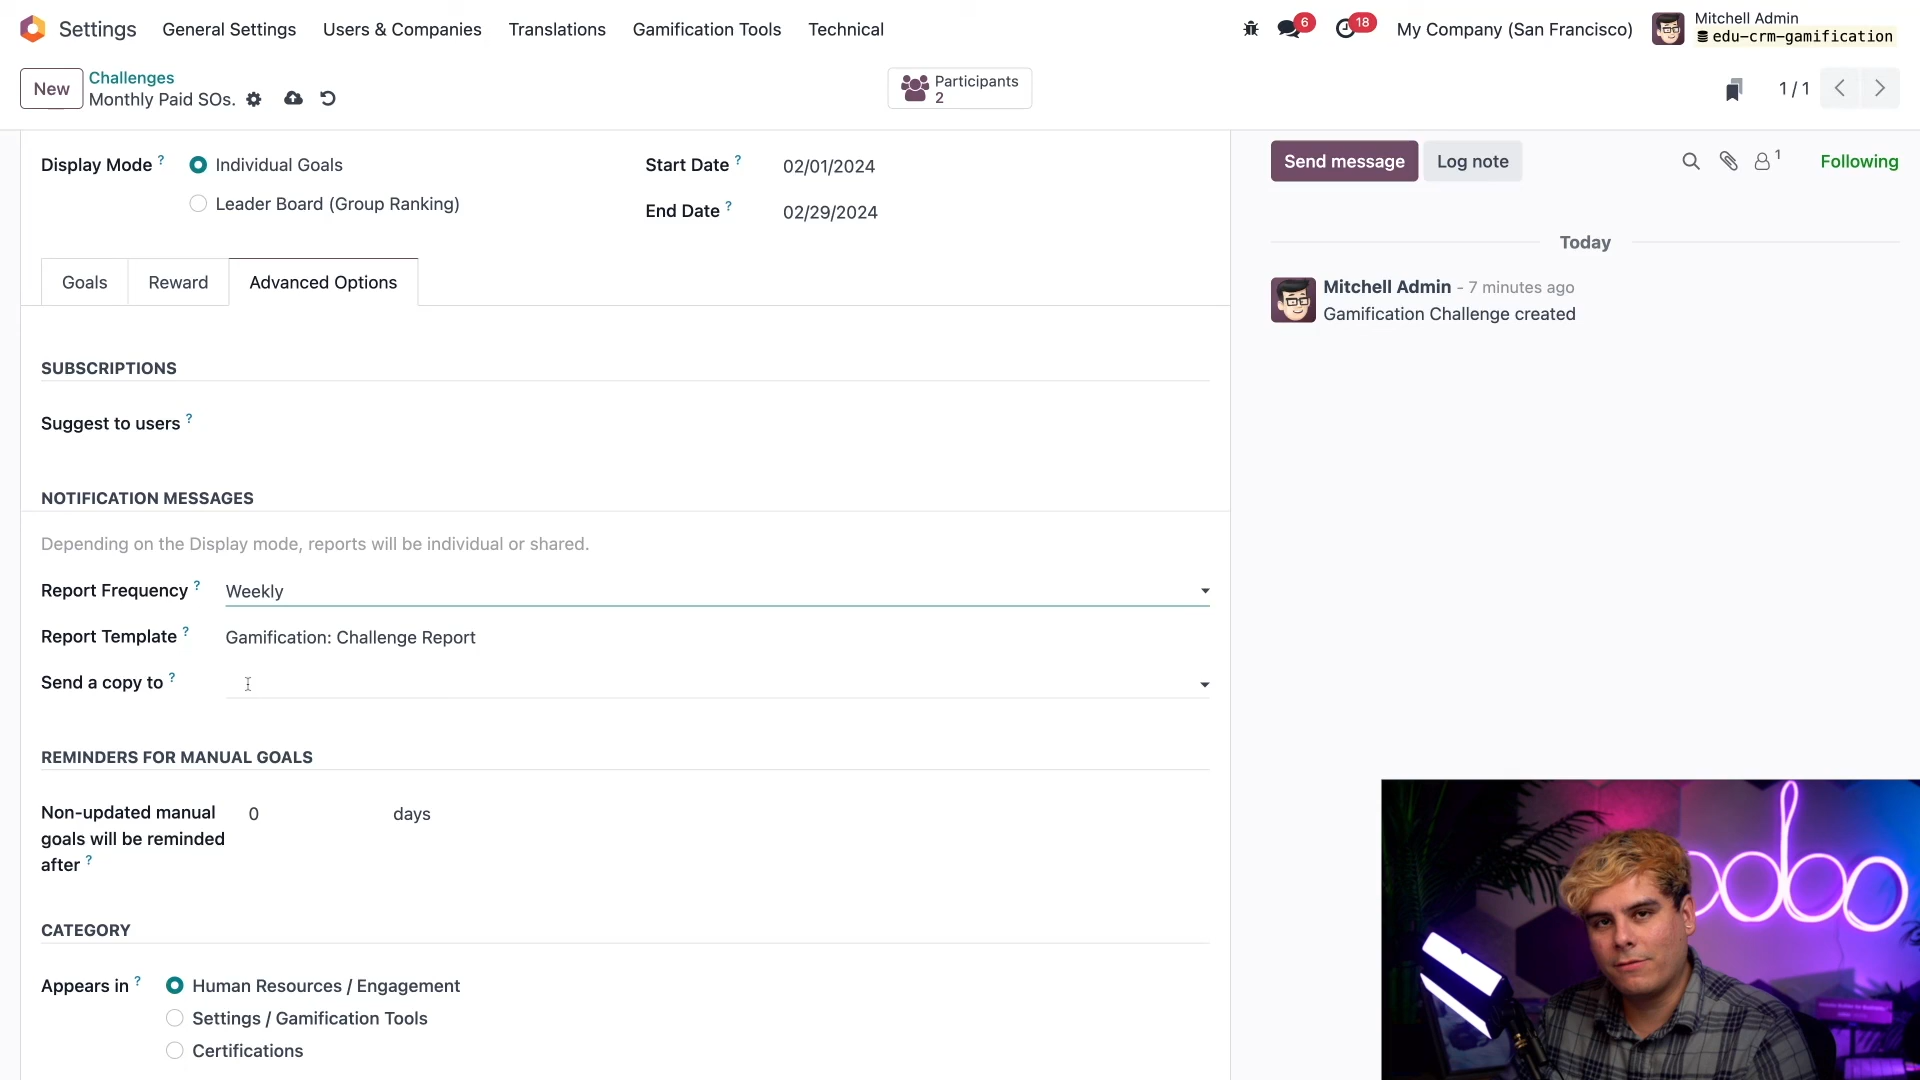 Settings General Settings Users & Companies Translations Gamification Tools Technical 6 18 My Company (San Francisco) Mitchell Admin
edu-crm-gamification
New Challenges
Monthly Paid SOs.
Participants
2
1 / 1
Display Mode ? Individual Goals
Leader Board (Group Ranking)
Start Date ? 02/01/2024
End Date ? 02/29/2024
Goals Reward Advanced Options
SUBSCRIPTIONS
Suggest to users ?
NOTIFICATION MESSAGES
Depending on the Display mode, reports will be individual or shared.
Report Frequency ? Weekly
Report Template ? Gamification: Challenge Report
Send a copy to ?
REMINDERS FOR MANUAL GOALS
Non-updated manual
goals will be reminded
after ?
0 days
CATEGORY
Appears in ? Human Resources / Engagement
Settings / Gamification Tools
Certifications
Send message Log note 1 Following
Today
Mitchell Admin - 7 minutes ago
Gamification Challenge created
odoo